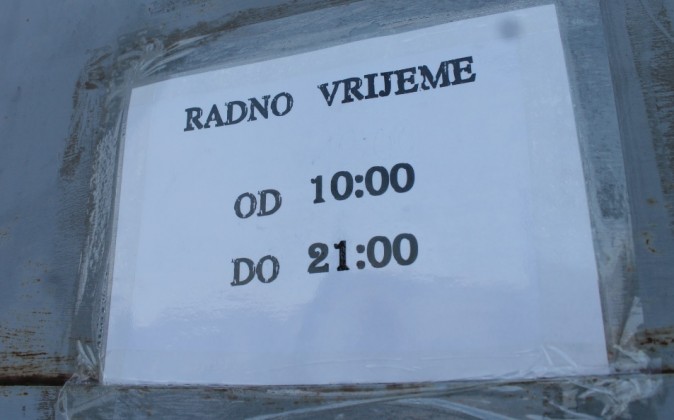 RADNO VRIJEME
OD 10:00
DO 21:00